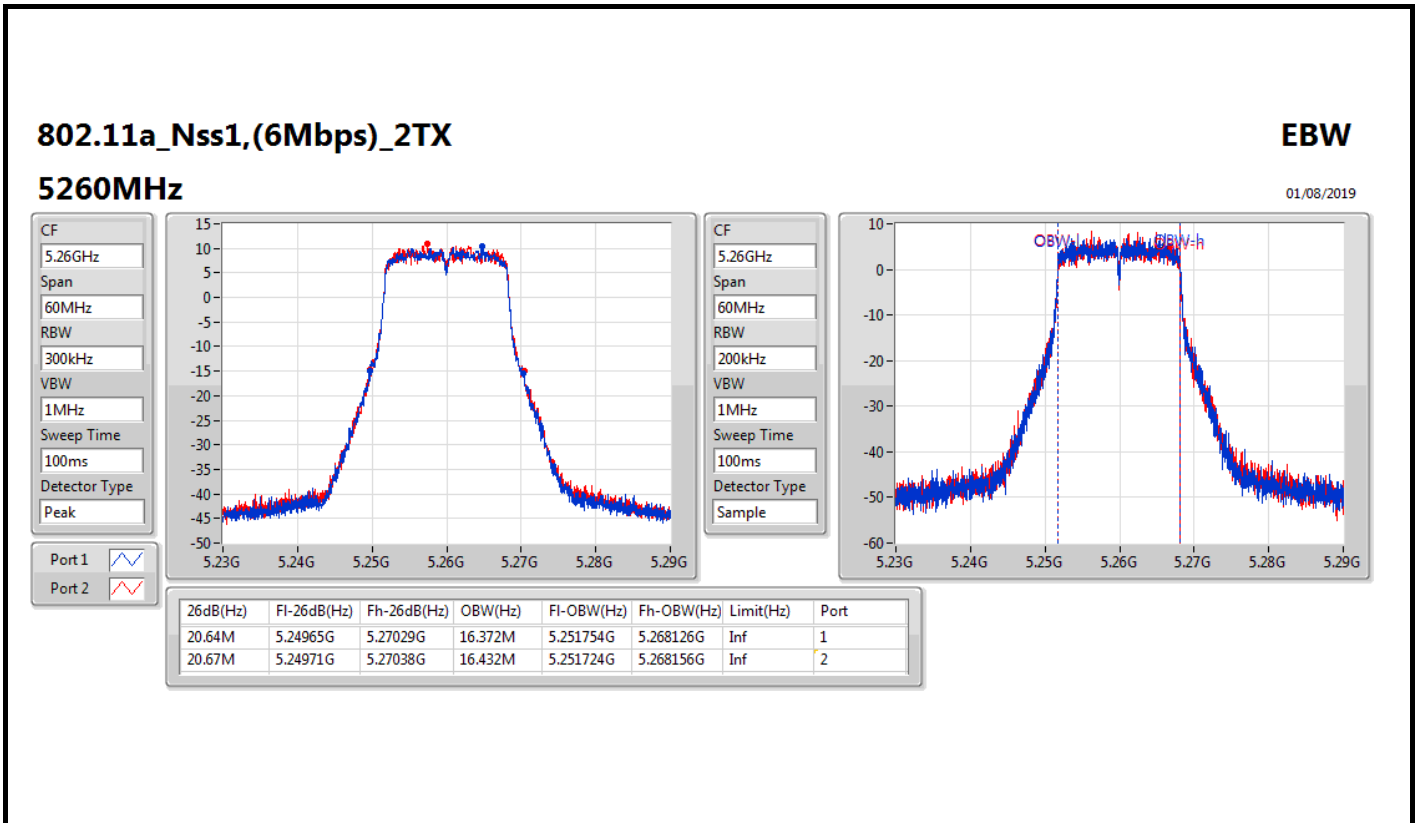 802.11a_Nss1,(6Mbps)_2TX
EBW
5260MHz
01/08/2019
CF
5.26GHz
Span
60MHz
RBW
300kHz
VBW
1MHz
Sweep Time
100ms
Detector Type
Peak
Port 1
Port 2
15
10
5
0
-5
-10
-15
-20
-25
-30
-35
-40
-45
-50
5.23G 5.24G 5.25G 5.26G 5.27G 5.28G 5.29G
CF
5.26GHz
Span
60MHz
RBW
200kHz
VBW
1MHz
Sweep Time
100ms
Detector Type
Sample
10
0
-10
-20
-30
-40
-50
-60
OBW-l OBW-h
5.23G 5.24G 5.25G 5.26G 5.27G 5.28G 5.29G
26dB(Hz) Fl-26dB(Hz) Fh-26dB(Hz) OBW(Hz) Fl-OBW(Hz) Fh-OBW(Hz) Limit(Hz) Port
20.64M 5.24965G 5.27029G 16.372M 5.251754G 5.268126G Inf 1
20.67M 5.24971G 5.27038G 16.432M 5.251724G 5.268156G Inf 2